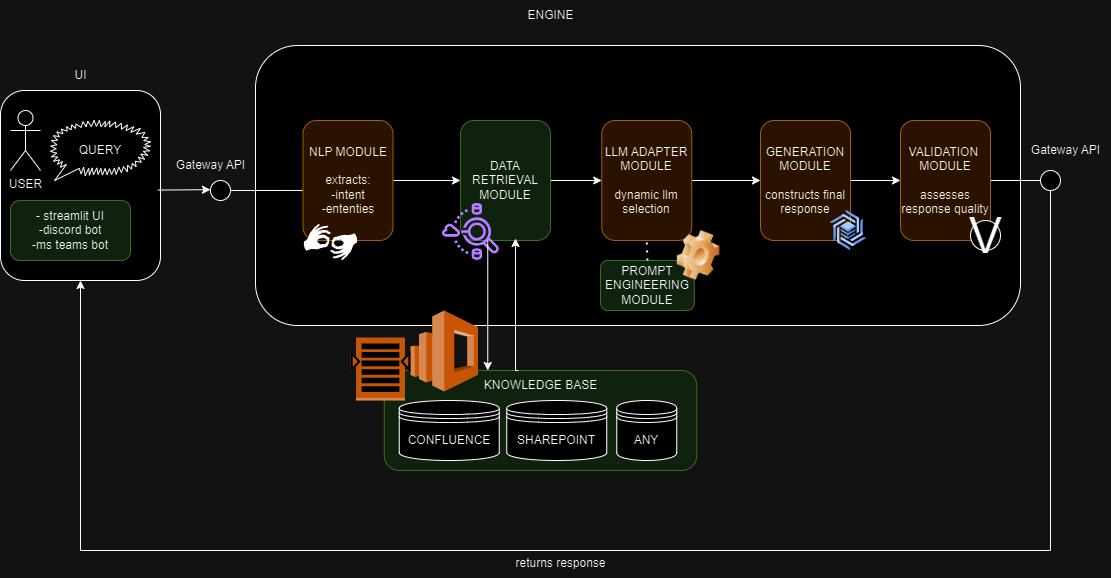 ENGINE
UI
QUERY
USER
- streamlit UI
-discord bot
-ms teams bot
Gateway API
NLP MODULE
extracts:
-intent
-ententies
DATA
RETRIEVAL
MODULE
LLM ADAPTER
MODULE
dynamic llm
selection
PROMPT
ENGINEERING
MODULE
GENERATION
MODULE
constructs final
response
VALIDATION
MODULE
assesses
response quality
V
Gateway API
KNOWLEDGE BASE
CONFLUENCE
SHAREPOINT
ANY
returns response